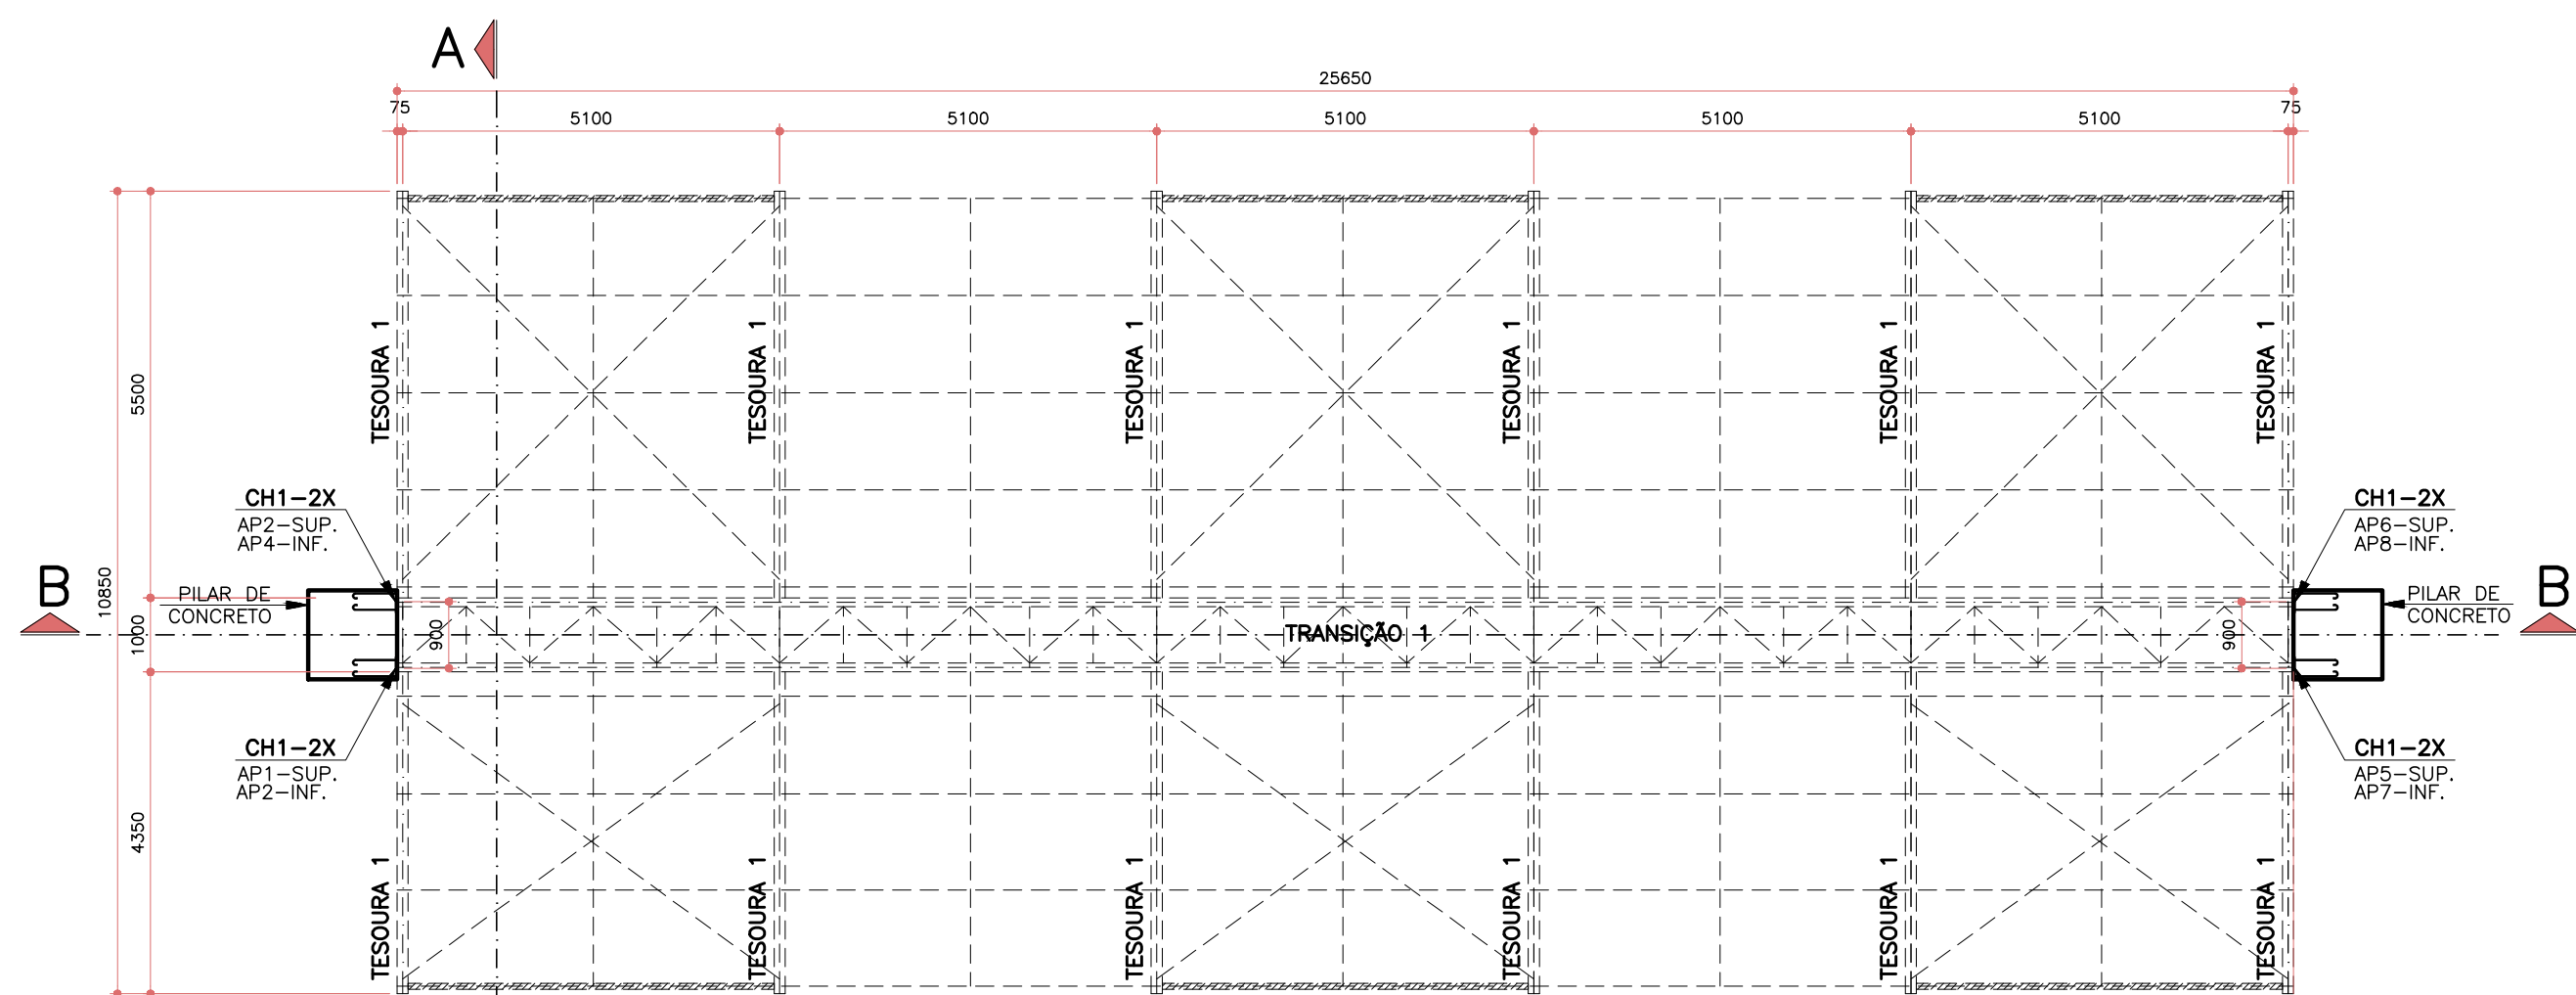 A
25650
75
5100
5100
5100
5100
5100
75
TESOURA 1
TESOURA 1
TESOURA 1
TESOURA 1
TESOURA 1
TESOURA 1
5500
10850
1000
4350
CH1-2X
AP2-SUP.
AP4-INF.
CH1-2X
AP6-SUP.
AP8-INF.
B
PILAR DE
CONCRETO
900
TRANSIÇÃO 1
900
PILAR DE
CONCRETO
B
CH1-2X
AP1-SUP.
AP2-INF.
CH1-2X
AP5-SUP.
AP7-INF.
TESOURA 1
TESOURA 1
TESOURA 1
TESOURA 1
TESOURA 1
TESOURA 1